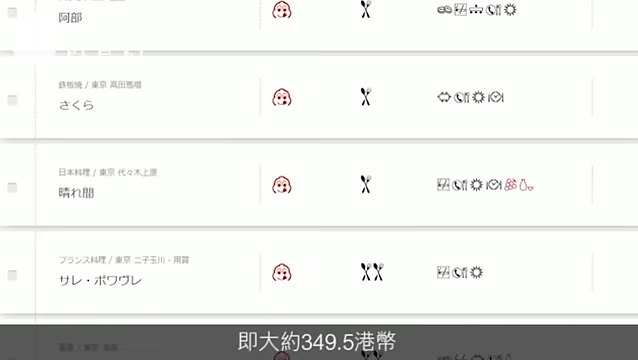 阿部
鉄板焼 / 東京 高田馬場
さくら
日本料理 / 東京 代々木上原
晴れ間
フランス料理 / 東京 二子玉川・用賀
サレ・ポワヴレ
即大約349.5港幣